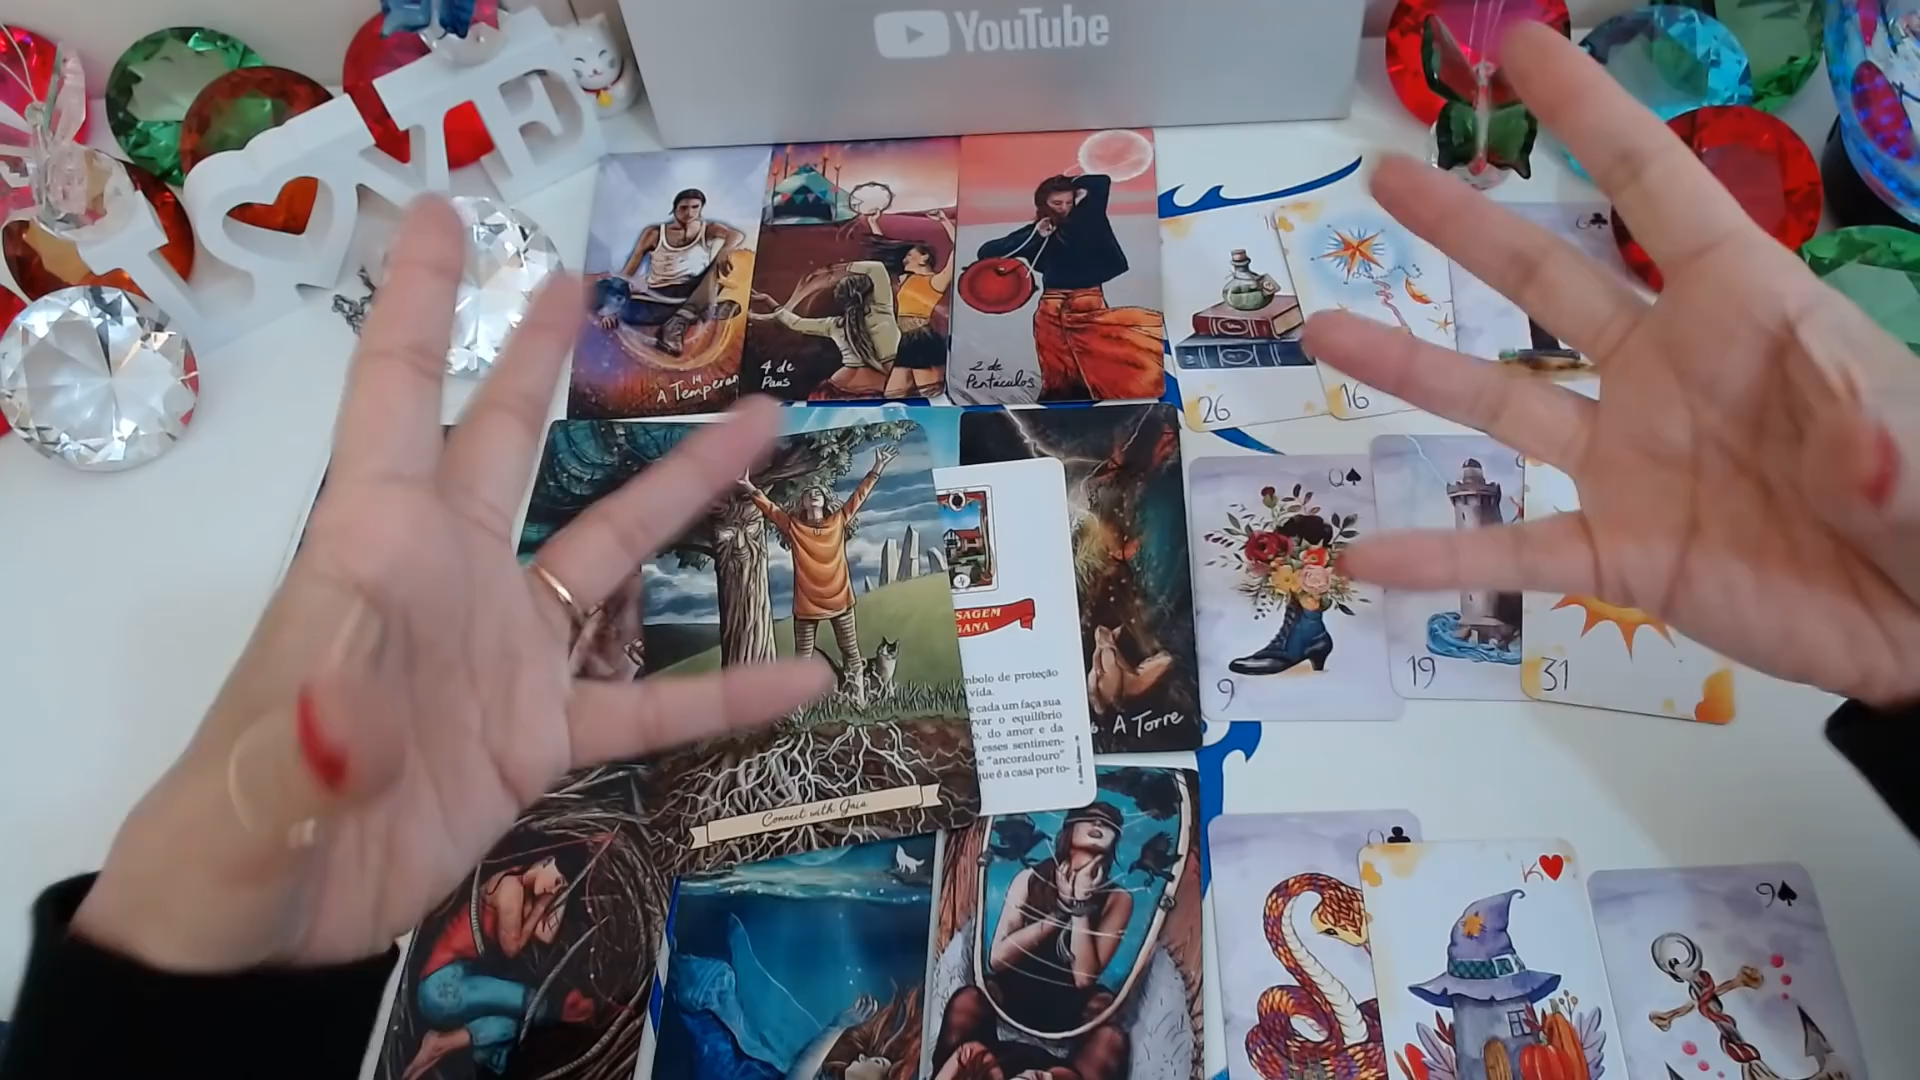 YouTube
LOVE
14
A Temperan
4 de
Paus
2 de
Pentáculos
26
16
Q♠
9
19
31
SAGEM
GANA
mbolo de proteção
vida.
e cada um faça sua
rvar o equilíbrio
o, do amor e da
esses sentimen-
e "ancoradouro"
que é a casa por to-
A Torre
Connect with Gaia
Q♣
K♥
9♠